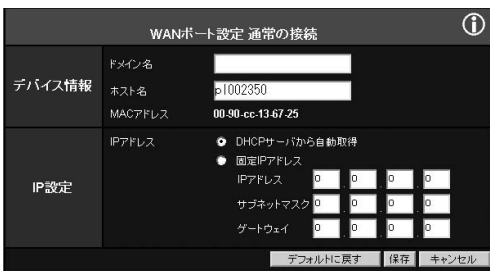 WANポート設定 通常の接続
デバイス情報
ドメイン名
ホスト名 pl002350
MACアドレス 00-90-cc-13-67-25
IP設定
IPアドレス DHCPサーバから自動取得
固定IPアドレス
IPアドレス 0 . 0 . 0 . 0
サブネットマスク 0 . 0 . 0 . 0
ゲートウェイ 0 . 0 . 0 . 0
デフォルトに戻す 保存 キャンセル